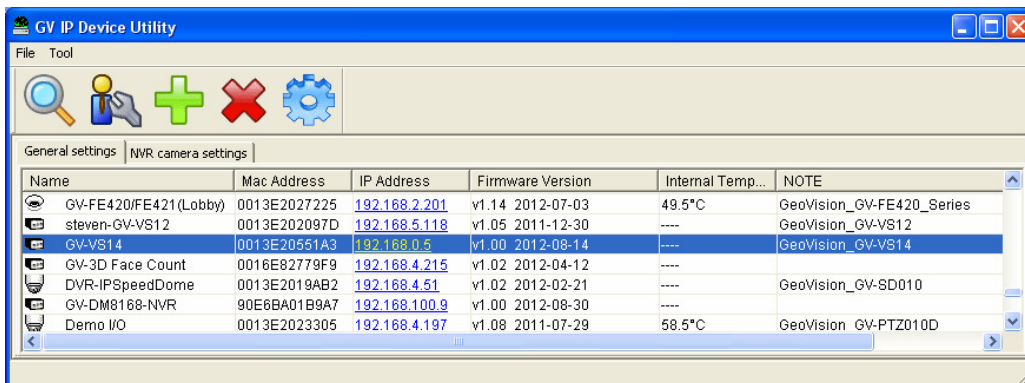 GV IP Device Utility
File Tool
General settings NVR camera settings
Name Mac Address IP Address Firmware Version Internal Temp... NOTE
GV-FE420/FE421(Lobby) 0013E2027225 192.168.2.201 v1.14 2012-07-03 49.5°C GeoVision_GV-FE420_Series
steven-GV-VS12 0013E202097D 192.168.5.118 v1.05 2011-12-30 ---- GeoVision_GV-VS12
GV-VS14 0013E20551A3 192.168.0.5 v1.00 2012-08-14 ---- GeoVision_GV-VS14
GV-3D Face Count 0016E82779F9 192.168.4.215 v1.02 2012-04-12 ----
DVR-IPSpeedDome 0013E2019AB2 192.168.4.51 v1.02 2012-02-21 ---- GeoVision_GV-SD010
GV-DM8168-NVR 90E6BA01B9A7 192.168.100.9 v1.00 2012-08-30 ----
Demo I/O 0013E2023305 192.168.4.197 v1.08 2011-07-29 58.5°C GeoVision_GV-PTZ010D